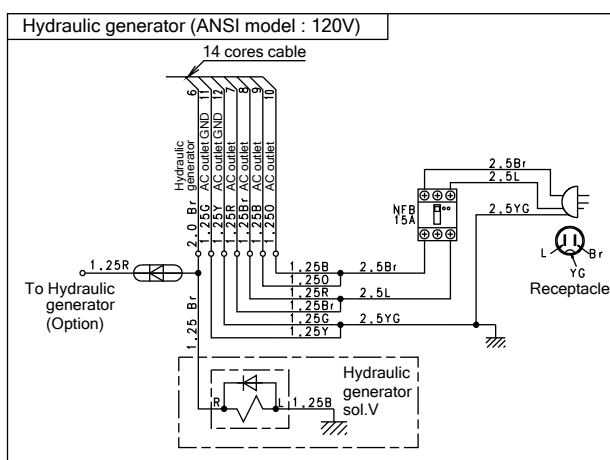 Hydraulic generator (ANSI model : 120V)
14 cores cable
6
11
12
7
8
9
10
Hydraulic
generator
AC outlet GND
AC outlet GND
AC outlet
AC outlet
AC outlet
AC outlet
2.0 Br
1.25G
1.25Y
1.25R
1.25Br
1.25B
1.25O
2.5Br
2.5L
NFB
15A
2.5YG
L
Br
YG
Receptacle
1.25R
To Hydraulic
generator
(Option)
1.25B
2.5Br
1.25O
1.25R
2.5L
1.25Br
1.25G
2.5YG
1.25Y
1.25 Br
Hydraulic
generator
sol.V
R
L
1.25B